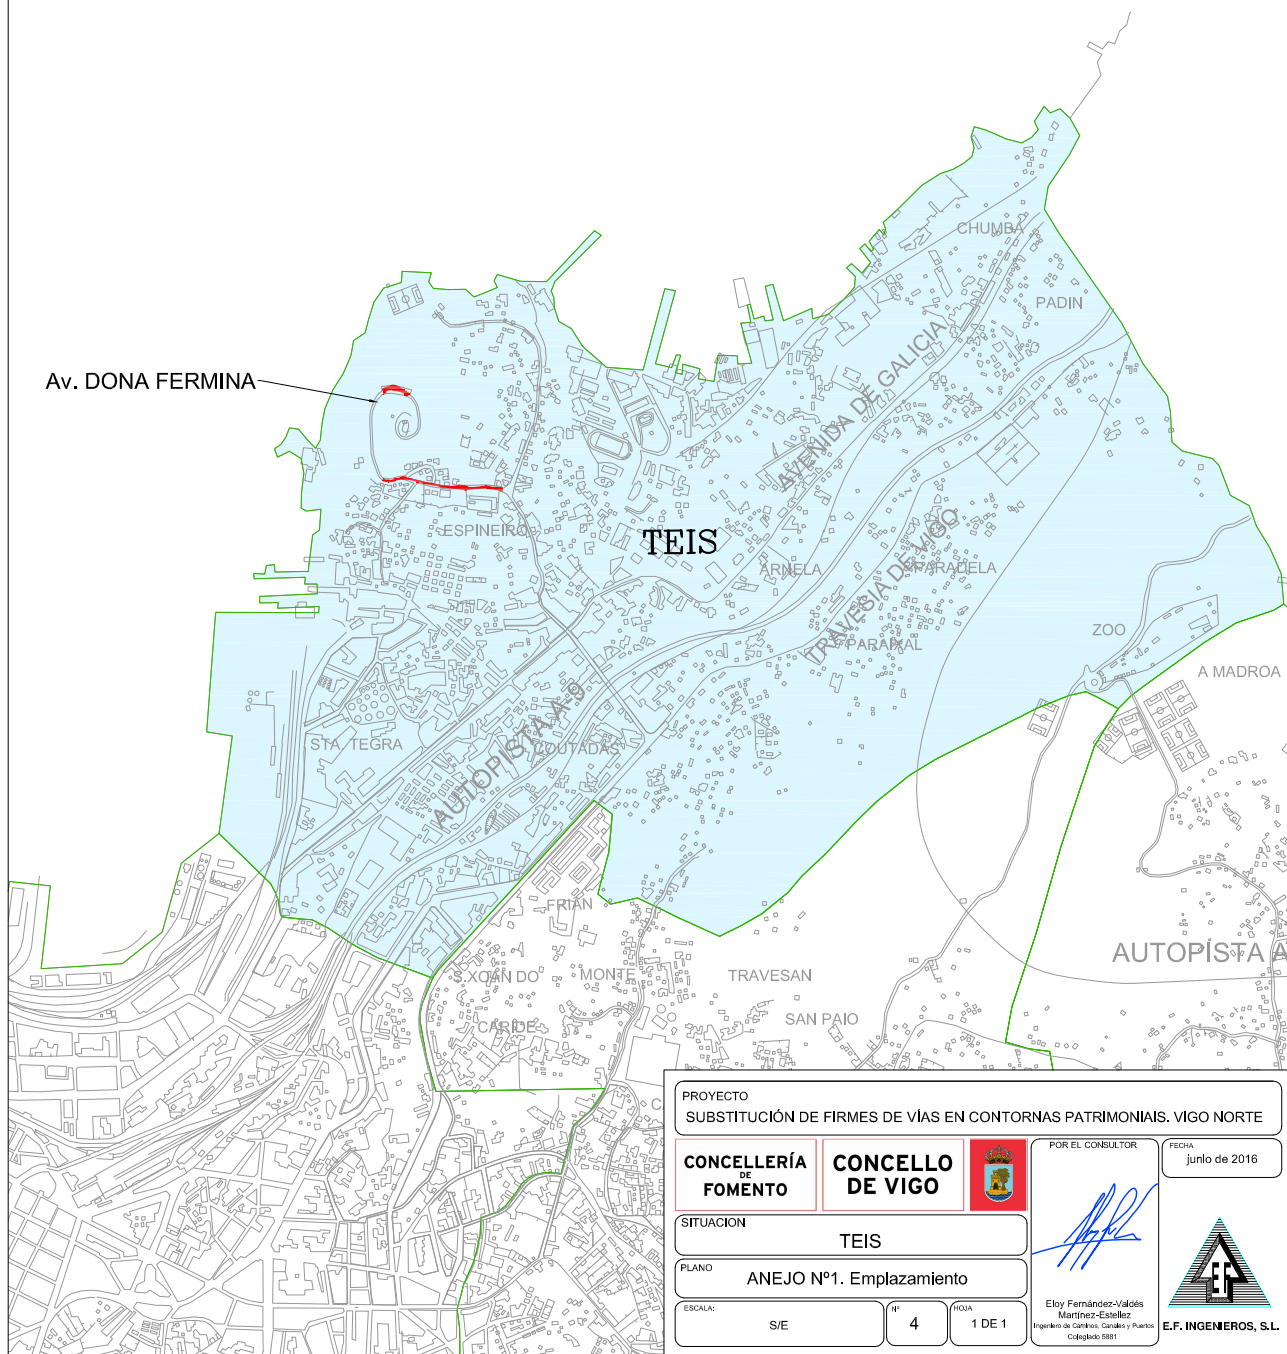 CHUMBA
PADIN
Av. DONA FERMINA
AVENIDA DE GALICIA
ESPINEIRO
TEIS
ARNELA
TRAVESIA DE VIGO
PARADELA
PARAIXAL
ZOO
A MADROA
STA. TEGRA
AUTOPISTA A-9
COUTADAS
FRIAN
AUTOPÍSTA A
S.XOAN DO
MONTE
TRAVESAN
CARIDE
SAN PAIO
PROYECTO
SUBSTITUCIÓN DE FIRMES DE VÍAS EN CONTORNAS PATRIMONIAIS. VIGO NORTE
CONCELLERÍA
DE
FOMENTO
CONCELLO
DE VIGO
POR EL CONSULTOR
FECHA
junio de 2016
SITUACION
TEIS
PLANO
ANEJO Nº1. Emplazamiento
ESCALA:
S/E
Nº
4
HOJA
1 DE 1
Eloy Fernández-Valdés
Martínez-Estellez
Ingeniero de Caminos, Canales y Puertos
Colegiado 5881
EF
E.F. INGENIEROS, S.L.